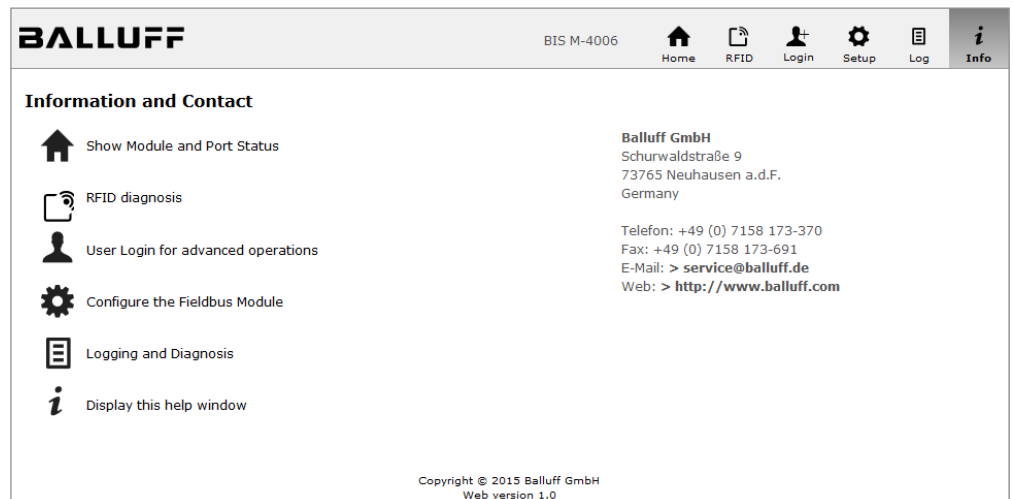 BALLUFF
BIS M-4006
Home
RFID
Login
Setup
Log
i
Info
Information and Contact
Show Module and Port Status
RFID diagnosis
User Login for advanced operations
Configure the Fieldbus Module
Logging and Diagnosis
i
Display this help window
Balluff GmbH
Schurwaldstraße 9
73765 Neuhausen a.d.F.
Germany
Telefon: +49 (0) 7158 173-370
Fax: +49 (0) 7158 173-691
E-Mail: > service@balluff.de
Web: > http://www.balluff.com
Copyright © 2015 Balluff GmbH
Web version 1.0